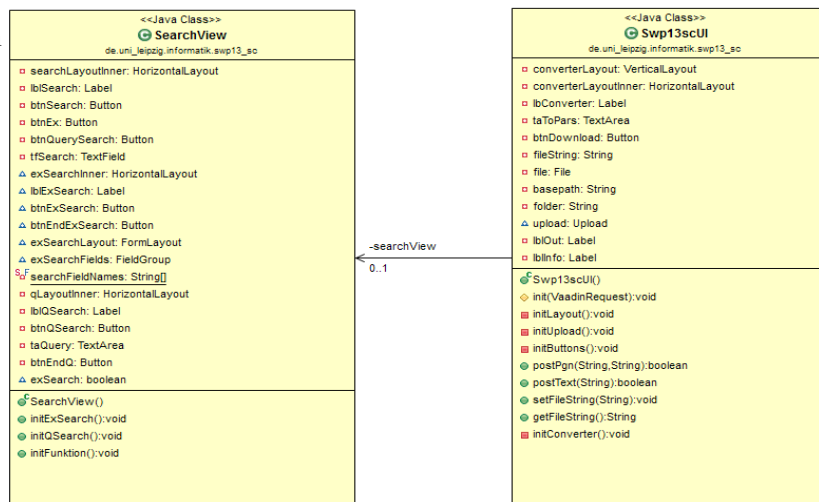 <<Java Class>>
SearchView
de.uni_leipzig.informatik.swp13_sc
searchLayoutInner: HorizontalLayout
lblSearch: Label
btnSearch: Button
btnEx: Button
btnQuerySearch: Button
tfSearch: TextField
exSearchInner: HorizontalLayout
lblExSearch: Label
btnExSearch: Button
btnEndExSearch: Button
exSearchLayout: FormLayout
exSearchFields: FieldGroup
searchFieldNames: String[]
qLayoutInner: HorizontalLayout
lblQSearch: Label
btnQSearch: Button
taQuery: TextArea
btnEndQ: Button
exSearch: boolean
SearchView()
initExSearch():void
initQSearch():void
initFunktion():void
-searchView
0..1
<<Java Class>>
Swp13scUI
de.uni_leipzig.informatik.swp13_sc
converterLayout: VerticalLayout
converterLayoutInner: HorizontalLayout
lbConverter: Label
taToPars: TextArea
btnDownload: Button
fileString: String
file: File
basepath: String
folder: String
upload: Upload
lblOut: Label
lblInfo: Label
Swp13scUI()
init(VaadinRequest):void
initLayout():void
initUpload():void
initButtons():void
postPgn(String,String):boolean
postText(String):boolean
setFileString(String):void
getFileString():String
initConverter():void